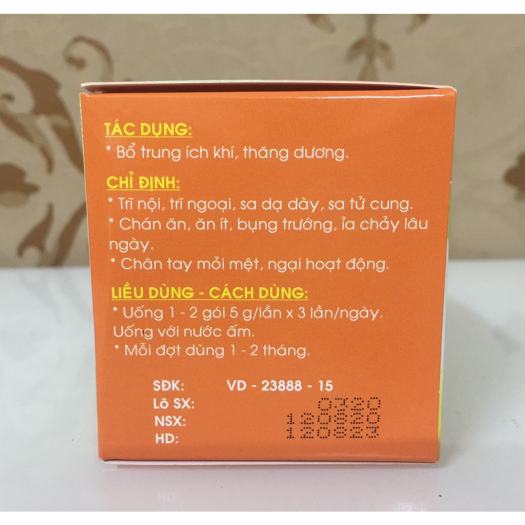 TÁC DỤNG:
* Bổ trung ích khí, thăng dương.
CHỈ ĐỊNH:
* Trĩ nội, trĩ ngoại, sa dạ dày, sa tử cung.
* Chán ăn, ăn ít, bụng trướng, ỉa chảy lâu
ngày.
* Chân tay mỏi mệt, ngại hoạt động.
LIỀU DÙNG - CÁCH DÙNG:
* Uống 1 - 2 gói 5 g/lần x 3 lần/ngày.
Uống với nước ấm.
* Mỗi đợt dùng 1 - 2 tháng.
SĐK: VD - 23888 - 15
Lô SX: 0320
NSX: 120820
HD: 120823